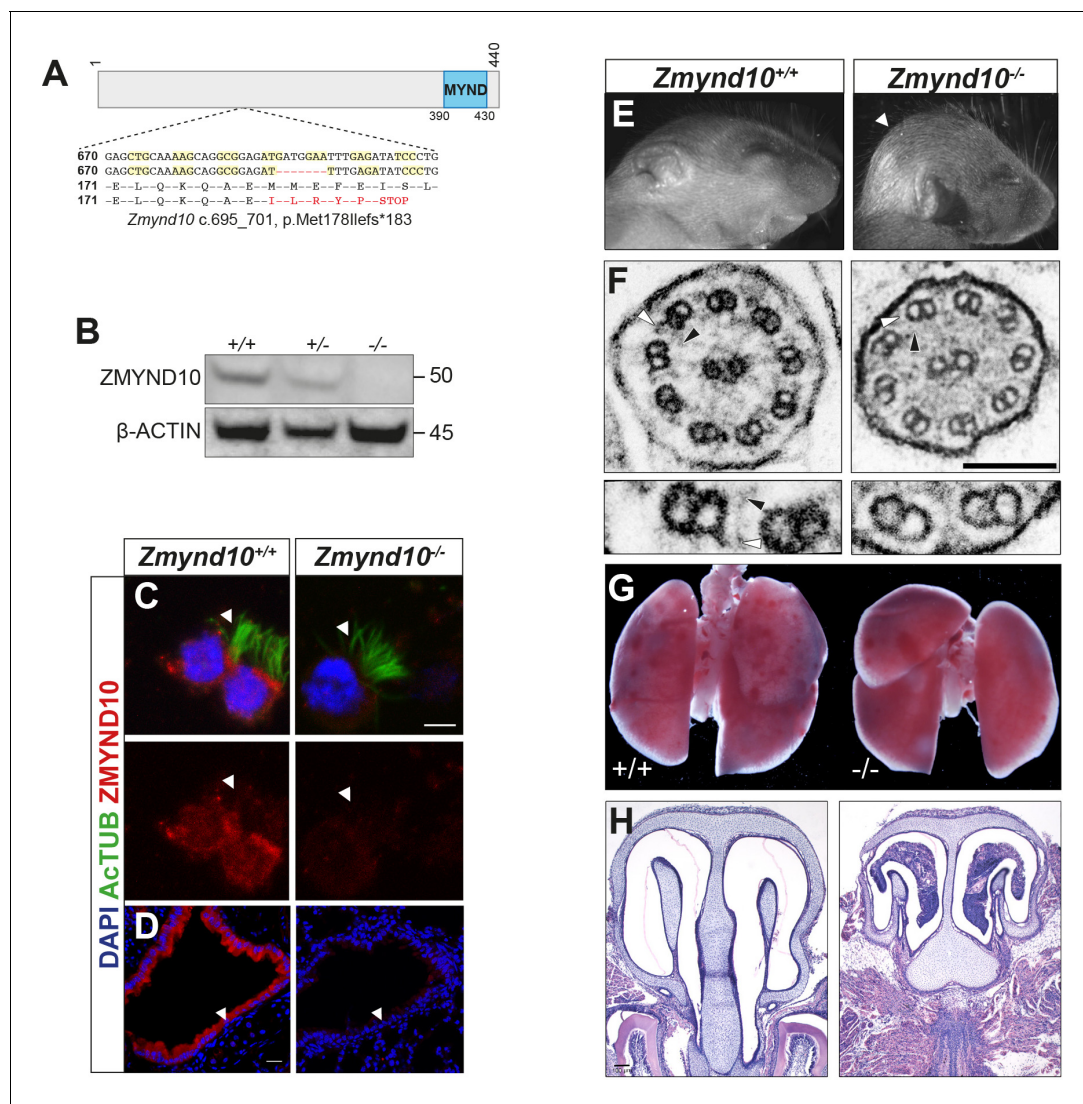 A
1
440
MYND
390
430
670 GAGCTGCAAAAGCAGGCGGAGATGATGGAATTTGAGATATCCCTG
670 GAGCTGCAAAAGCAGGCGGAGAT-------TTTGAGATATCCCTG
171 -E--L--Q--K--Q--A--E--M--M--E--F--E--I--S--L-
171 -E--L--Q--K--Q--A--E--I--L--R--Y--P--STOP
Zmynd10 c.695_701, p.Met178Ilefs*183
B
+/+ +/- -/-
ZMYND10
50
β-ACTIN
45
Zmynd10+/+ Zmynd10-/-
DAPI AcTUB ZMYND10
C
D
Zmynd10+/+ Zmynd10-/-
E
F
G
+/+ -/-
H